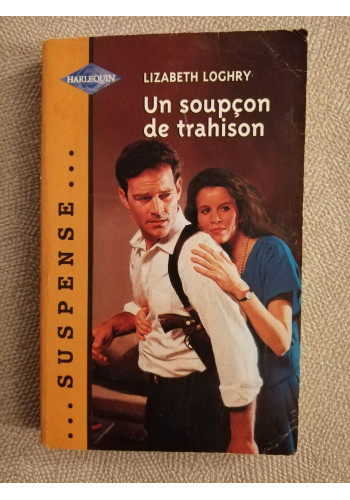 HARLEQUIN
LIZABETH LOGHRY
Un soupçon
de trahison
... SUSPENSE ...